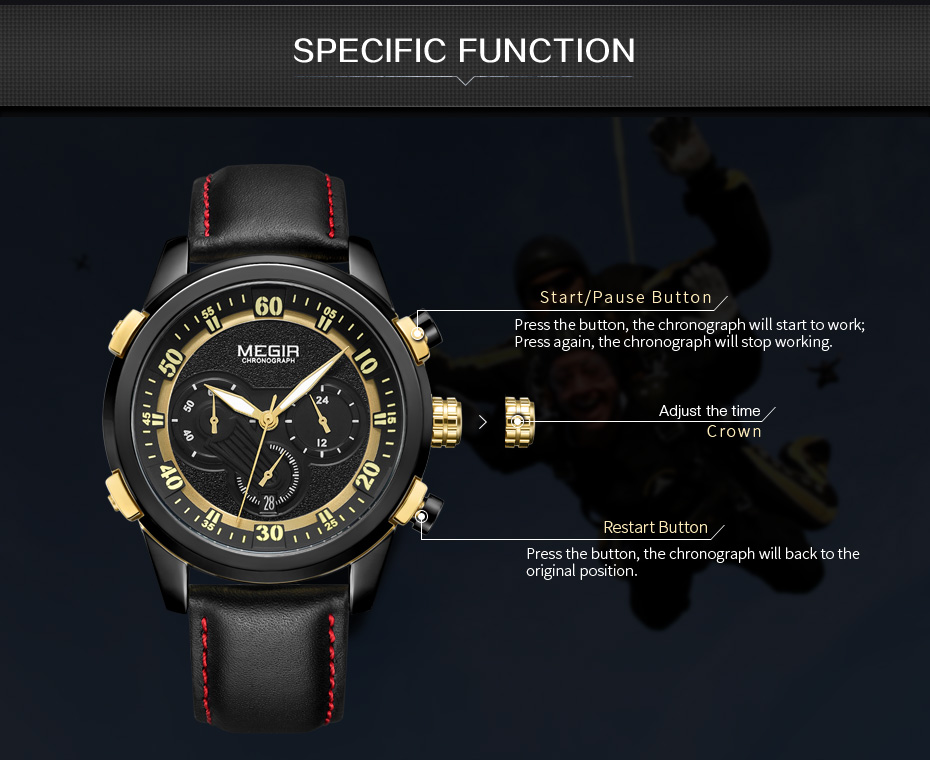 SPECIFIC FUNCTION
Start/Pause Button
Press the button, the chronograph will start to work;
Press again, the chronograph will stop working.
Adjust the time
Crown
Restart Button
Press the button, the chronograph will back to the
original position.
60
05
10
15
20
25
30
35
40
45
50
55
MEGIR
CHRONOGRAPH
50
40
24
12
28